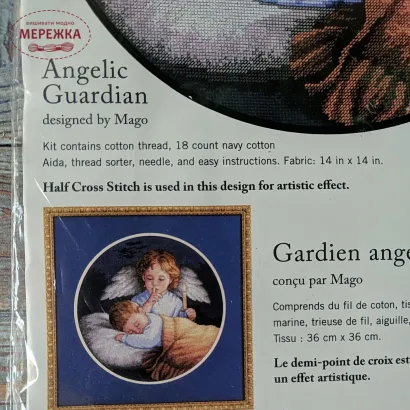 вишивати модно
МЕРЕЖКА
Angelic
Guardian
designed by Mago
Kit contains cotton thread, 18 count navy cotton
Aida, thread sorter, needle, and easy instructions. Fabric: 14 in x 14 in.
Half Cross Stitch is used in this design for artistic effect.
Gardien ange
conçu par Mago
Comprends du fil de coton, tis
marine, trieuse de fil, aiguille,
Tissu : 36 cm x 36 cm.
Le demi-point de croix est
un effet artistique.